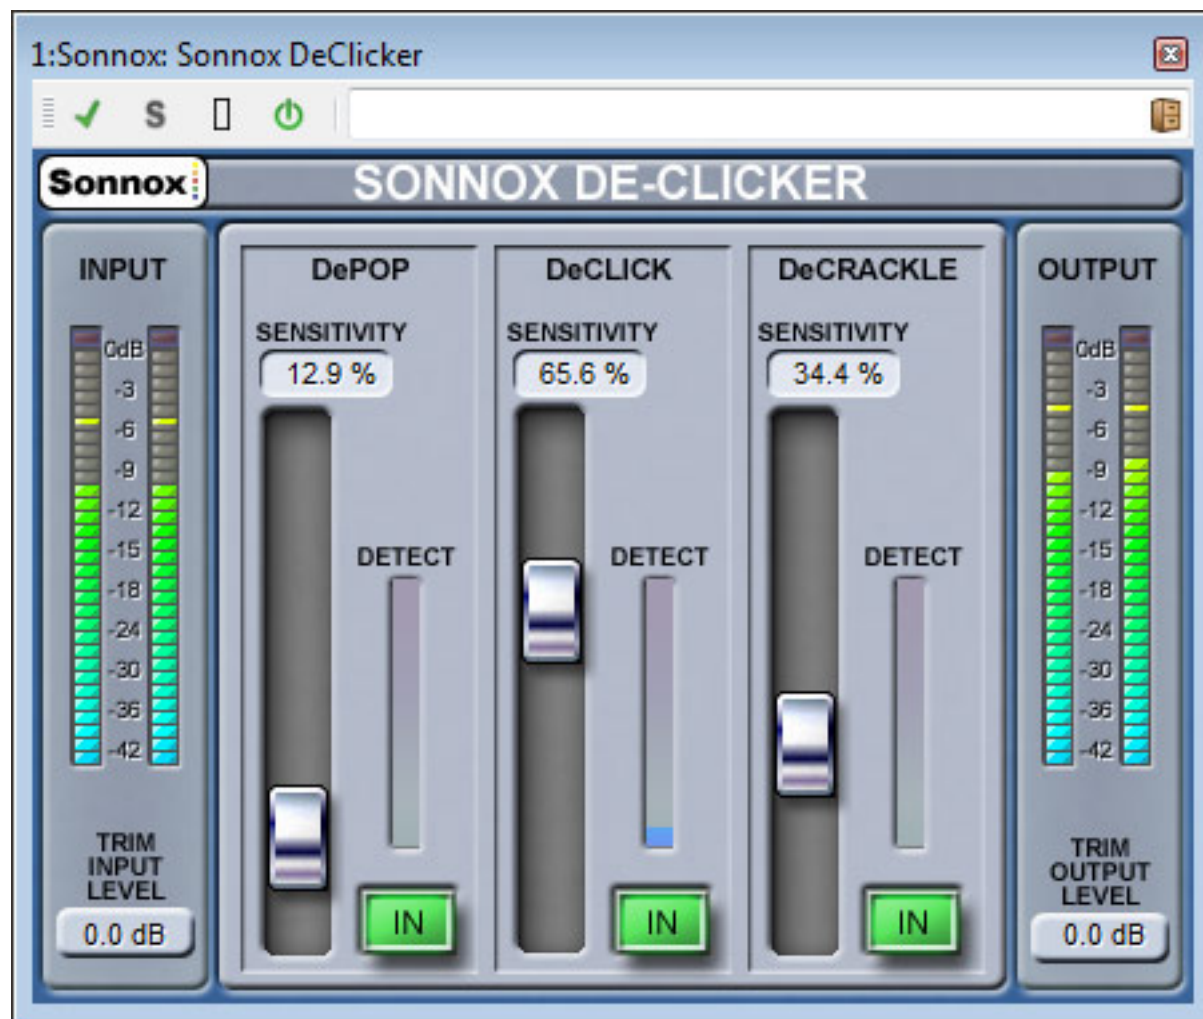 1:Sonnox: Sonnox DeClicker
S
Sonnox
SONNOX DE-CLICKER
INPUT
0dB
-3
-6
-9
-12
-15
-18
-24
-30
-36
-42
TRIM
INPUT
LEVEL
0.0 dB
DePOP
SENSITIVITY
12.9 %
DETECT
IN
DeCLICK
SENSITIVITY
65.6 %
DETECT
IN
DeCRACKLE
SENSITIVITY
34.4 %
DETECT
IN
OUTPUT
0dB
-3
-6
-9
-12
-15
-18
-24
-30
-36
-42
TRIM
OUTPUT
LEVEL
0.0 dB